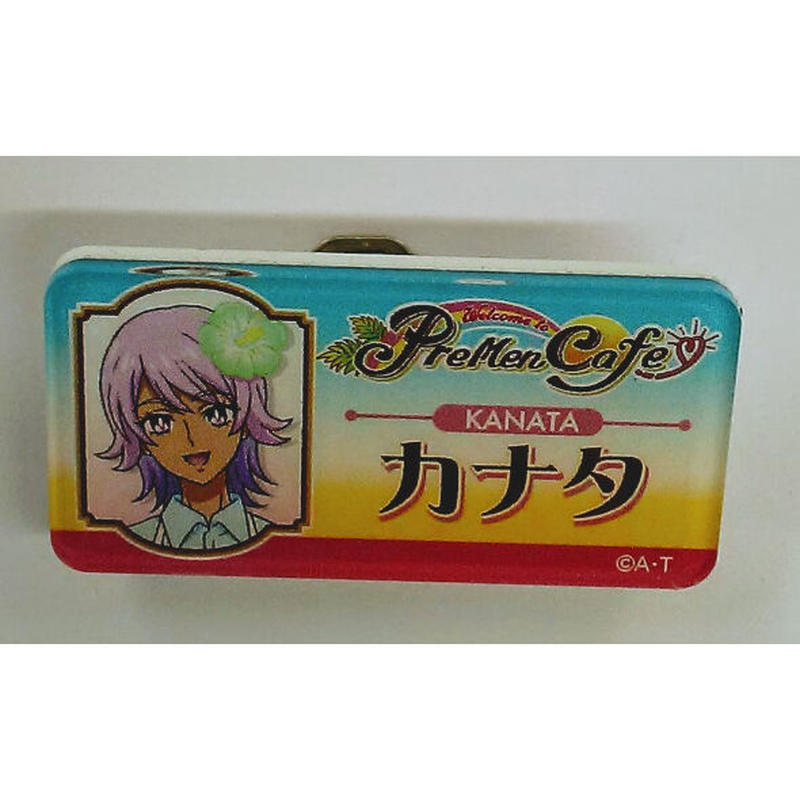 Welcome to
PreMen Cafe
KANATA
カナタ
©A・T